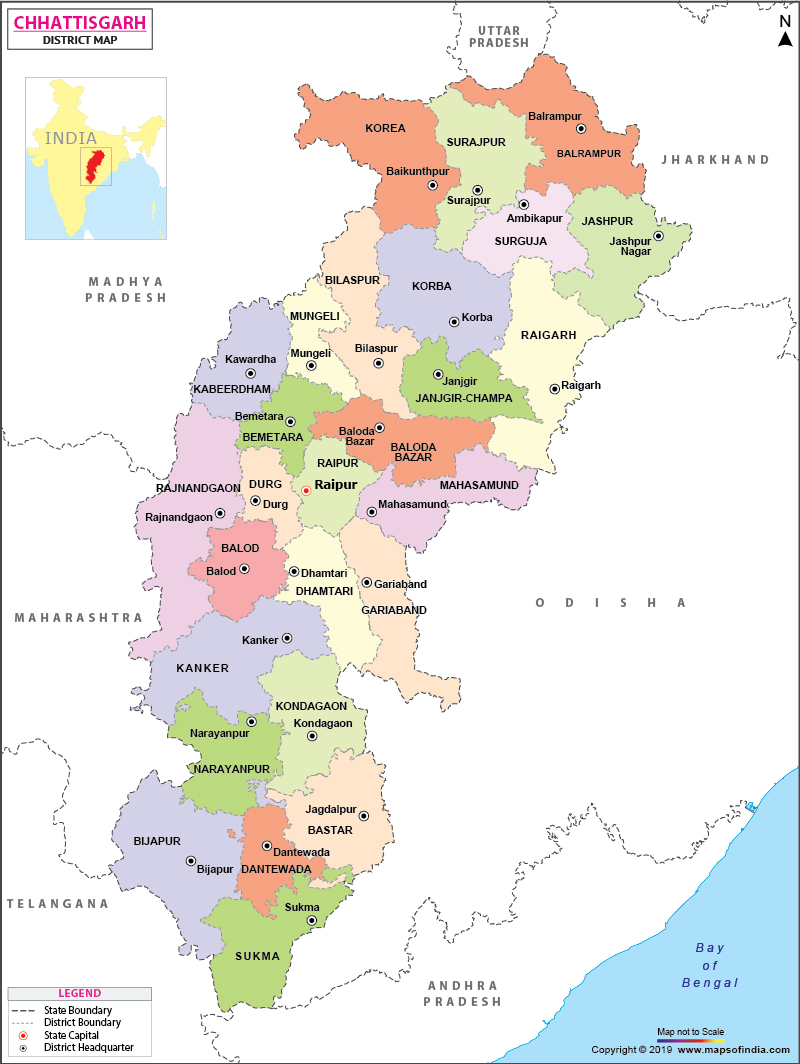 CHHATTISGARH
DISTRICT MAP
UTTAR
PRADESH
N
INDIA
KOREA
Baikunthpur
SURAJPUR
Surajpur
Balrampur
BALRAMPUR
JHARKHAND
Ambikapur
SURGUJA
JASHPUR
Jashpur
Nagar
MADHYA
PRADESH
BILASPUR
KORBA
Korba
MUNGELI
Mungeli
Bilaspur
RAIGARH
Raigarh
Kawardha
KABEERDHAM
Janjgir
JANJGIR-CHAMPA
Bemetara
BEMETARA
Baloda
Bazar
BALODA
BAZAR
RAIPUR
Raipur
RAJNANDGAON
Rajnandgaon
DURG
Durg
MAHASAMUND
Mahasamund
BALOD
Balod
Dhamtari
DHAMTARI
Gariaband
GARIABAND
MAHARASHTRA
ODISHA
Kanker
KANKER
KONDAGAON
Kondagaon
Narayanpur
NARAYANPUR
Jagdalpur
BASTAR
BIJAPUR
Bijapur
Dantewada
DANTEWADA
TELANGANA
Sukma
SUKMA
ANDHRA
PRADESH
Bay
of
Bengal
LEGEND
State Boundary
District Boundary
State Capital
District Headquarter
Map not to Scale
Copyright © 2019 www.mapsofindia.com